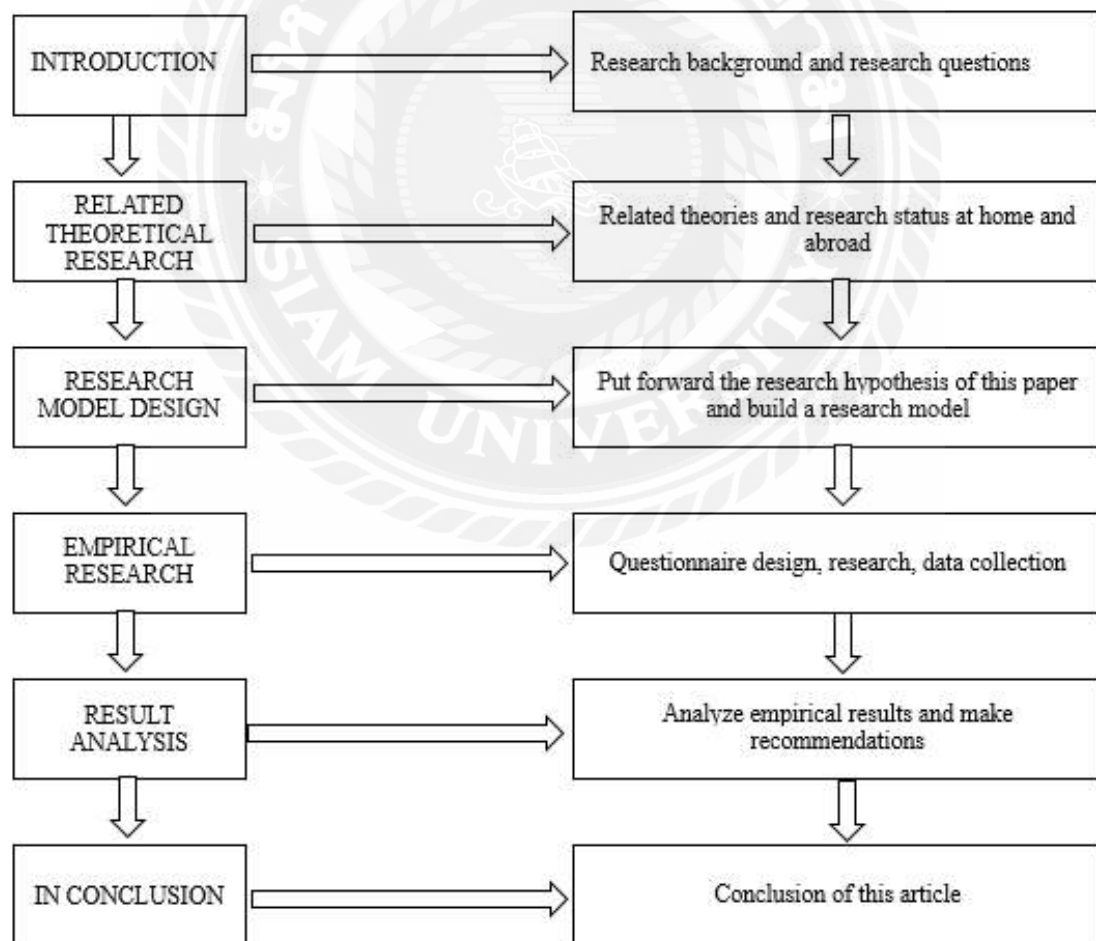 INTRODUCTION
Research background and research questions
RELATED
THEORETICAL
RESEARCH
Related theories and research status at home and
abroad
RESEARCH
MODEL DESIGN
Put forward the research hypothesis of this paper
and build a research model
EMPIRICAL
RESEARCH
Questionnaire design, research, data collection
RESULT
ANALYSIS
Analyze empirical results and make
recommendations
IN CONCLUSION
Conclusion of this article
SIAM UNIVERSITY